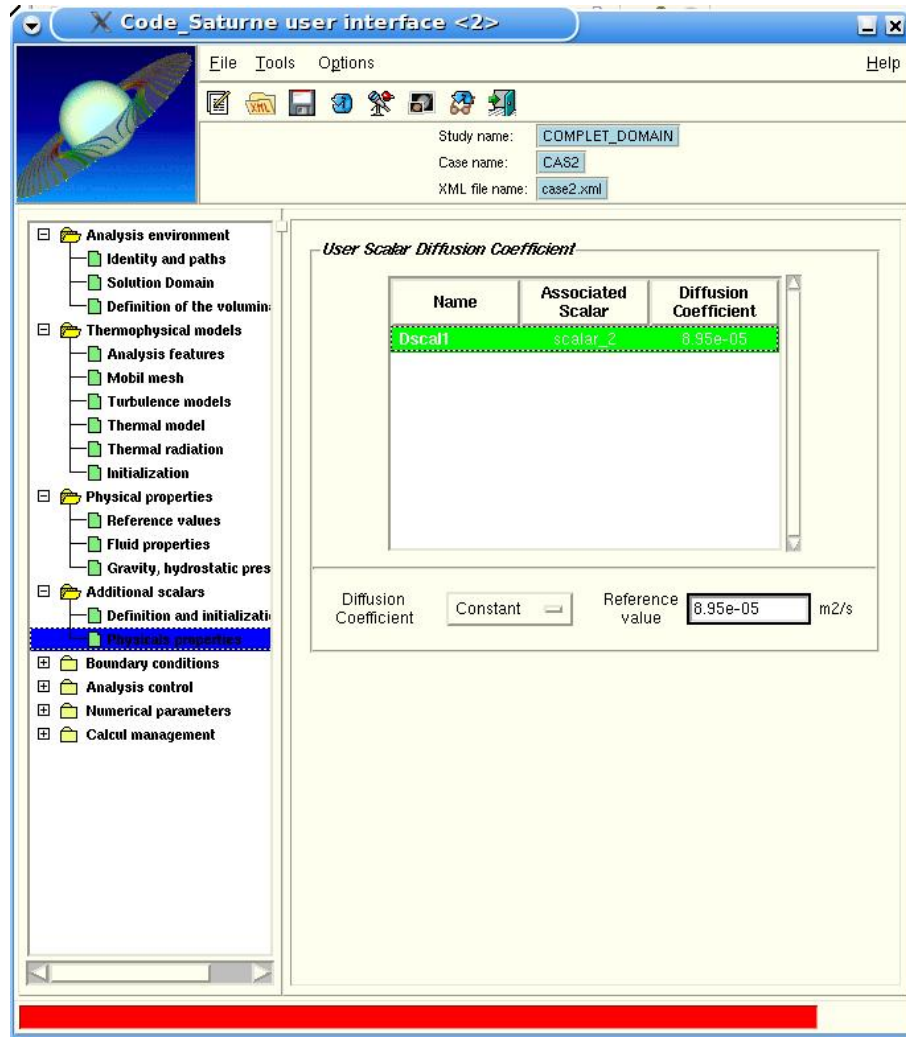 Code_Saturne user interface <2>
File Tools Options Help
Study name: COMPLET_DOMAIN
Case name: CAS2
XML file name: case2.xml
Analysis environment
Identity and paths
Solution Domain
Definition of the volumin
Thermophysical models
Analysis features
Mobil mesh
Turbulence models
Thermal model
Thermal radiation
Initialization
Physical properties
Reference values
Fluid properties
Gravity, hydrostatic pres
Additional scalars
Definition and initializati
Physicals properties
Boundary conditions
Analysis control
Numerical parameters
Calcul management
User Scalar Diffusion Coefficient
Name Associated Scalar Diffusion Coefficient
Dscal1 scalar_2 8.95e-05
Diffusion Coefficient Constant Reference value 8.95e-05 m2/s